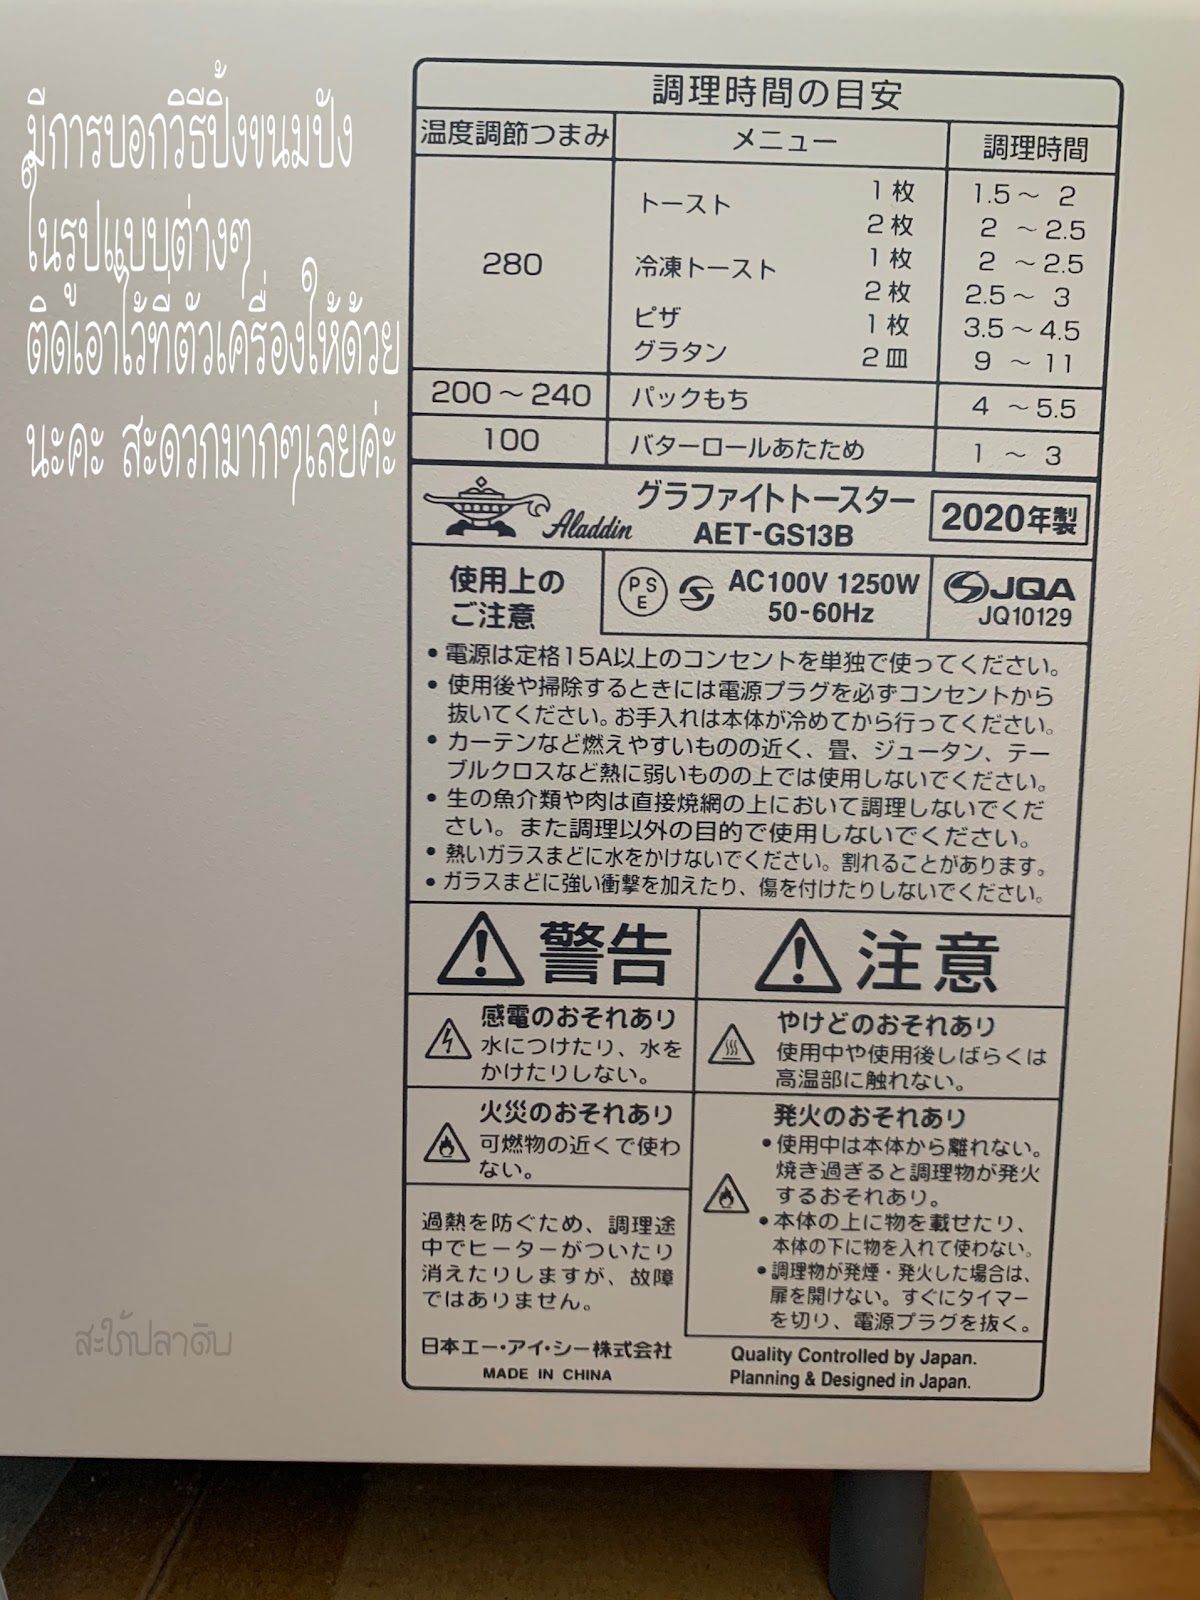 มีการบอกวิธีปิ้งขนมปัง
ในรูปแบบต่างๆ
ติดเอาไว้ที่ตัวเครื่องให้ด้วย
นะคะ สะดวกมากๆเลยค่ะ
調理時間の目安
温度調節つまみ メニュー 調理時間
280
トースト 1枚 1.5～ 2
2枚 2 ～2.5
冷凍トースト 1枚 2 ～2.5
2枚 2.5～ 3
ピザ 1枚 3.5～4.5
グラタン 2皿 9 ～ 11
200～240 パックもち 4 ～5.5
100 バターロールあたため 1 ～ 3
Aladdin グラファイトトースター
AET-GS13B
2020年製
使用上の
ご注意
PSE AC100V 1250W
50-60Hz
JQA
JQ10129
• 電源は定格15A以上のコンセントを単独で使ってください。
• 使用後や掃除するときには電源プラグを必ずコンセントから
抜いてください。お手入れは本体が冷めてから行ってください。
• カーテンなど燃えやすいものの近く、畳、ジュータン、テー
ブルクロスなど熱に弱いものの上では使用しないでください。
• 生の魚介類や肉は直接焼網の上において調理しないでくだ
さい。また調理以外の目的で使用しないでください。
• 熱いガラスまどに水をかけないでください。割れることがあります。
• ガラスまどに強い衝撃を加えたり、傷を付けたりしないでください。
警告
感電のおそれあり
水につけたり、水を
かけたりしない。
火災のおそれあり
可燃物の近くで使わ
ない。
過熱を防ぐため、調理途
中でヒーターがついたり
消えたりしますが、故障
ではありません。
日本エー・アイ・シー株式会社
MADE IN CHINA
注意
やけどのおそれあり
使用中や使用後しばらくは
高温部に触れない。
発火のおそれあり
• 使用中は本体から離れない。
焼き過ぎると調理物が発火
するおそれあり。
• 本体の上に物を載せたり、
本体の下に物を入れて使わない。
• 調理物が発煙・発火した場合は、
扉を開けない。すぐにタイマー
を切り、電源プラグを抜く。
Quality Controlled by Japan.
Planning & Designed in Japan.
สะใภ้ปลาดิบ